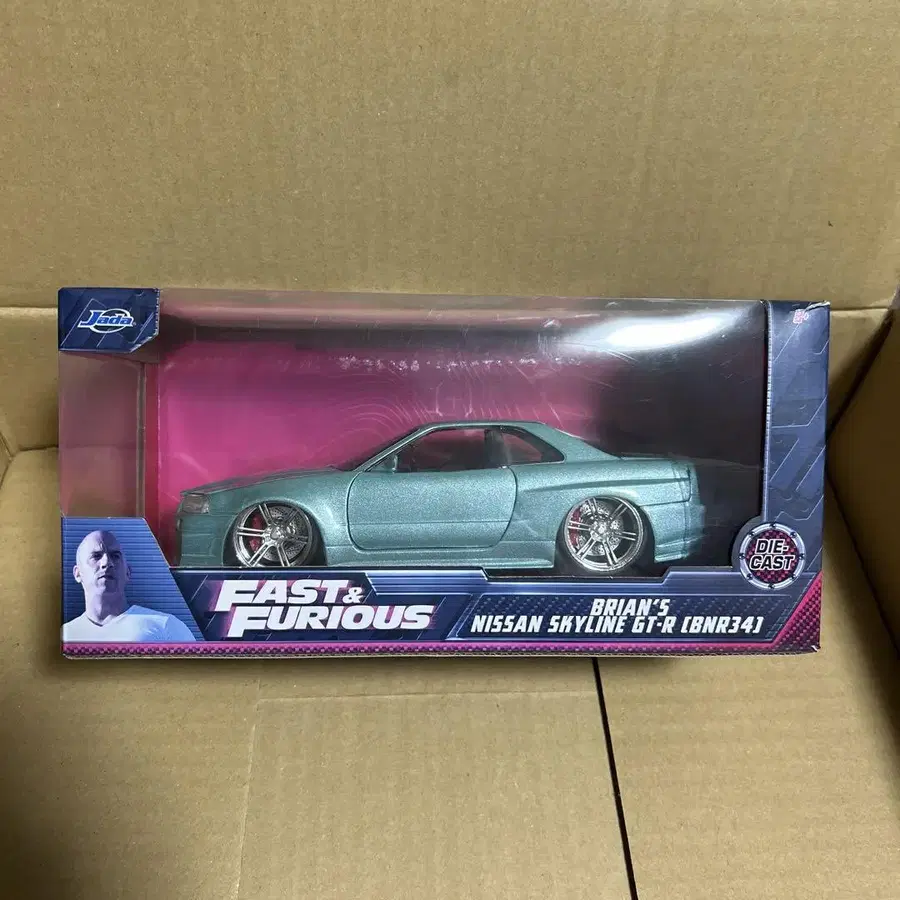 Jada
FAST &
FURIOUS
BRIAN'S
NISSAN SKYLINE GT-R (BNR34)
DIE-
CAST